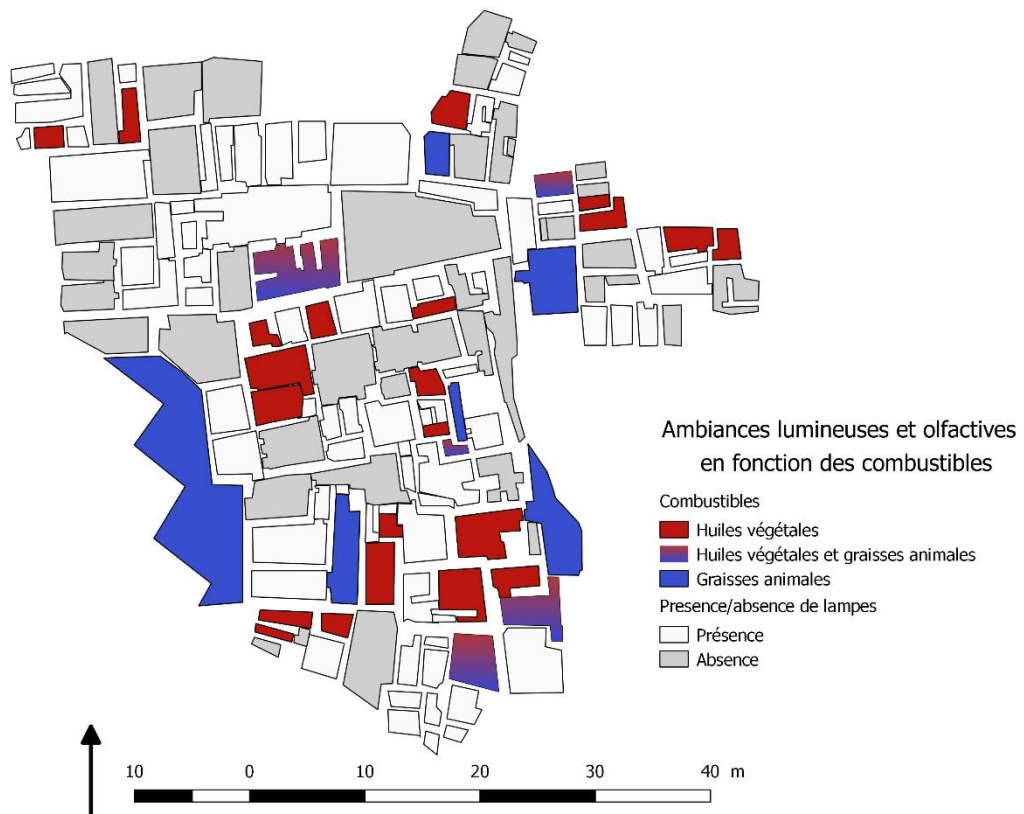 Ambiances lumineuses et olfactives
en fonction des combustibles
Combustibles
Huiles végétales
Huiles végétales et graisses animales
Graisses animales
Presence/absence de lampes
Présence
Absence
10 0 10 20 30 40 m